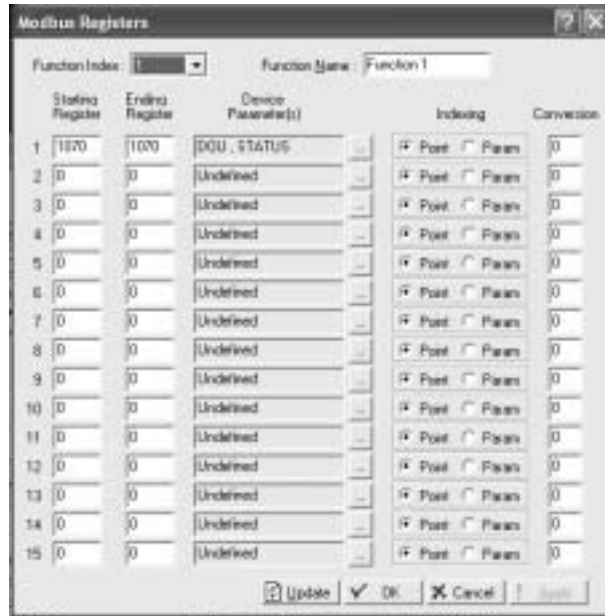 Modbus Registers
Function Index: 1 Function Name: Function 1
Starting Register Ending Register Device Parameter(s) Indexing Conversion
1 1070 1070 DOU , STATUS ... Point Param 0
2 0 0 Undefined ... Point Param 0
3 0 0 Undefined ... Point Param 0
4 0 0 Undefined ... Point Param 0
5 0 0 Undefined ... Point Param 0
6 0 0 Undefined ... Point Param 0
7 0 0 Undefined ... Point Param 0
8 0 0 Undefined ... Point Param 0
9 0 0 Undefined ... Point Param 0
10 0 0 Undefined ... Point Param 0
11 0 0 Undefined ... Point Param 0
12 0 0 Undefined ... Point Param 0
13 0 0 Undefined ... Point Param 0
14 0 0 Undefined ... Point Param 0
15 0 0 Undefined ... Point Param 0
Update OK Cancel ! Apply